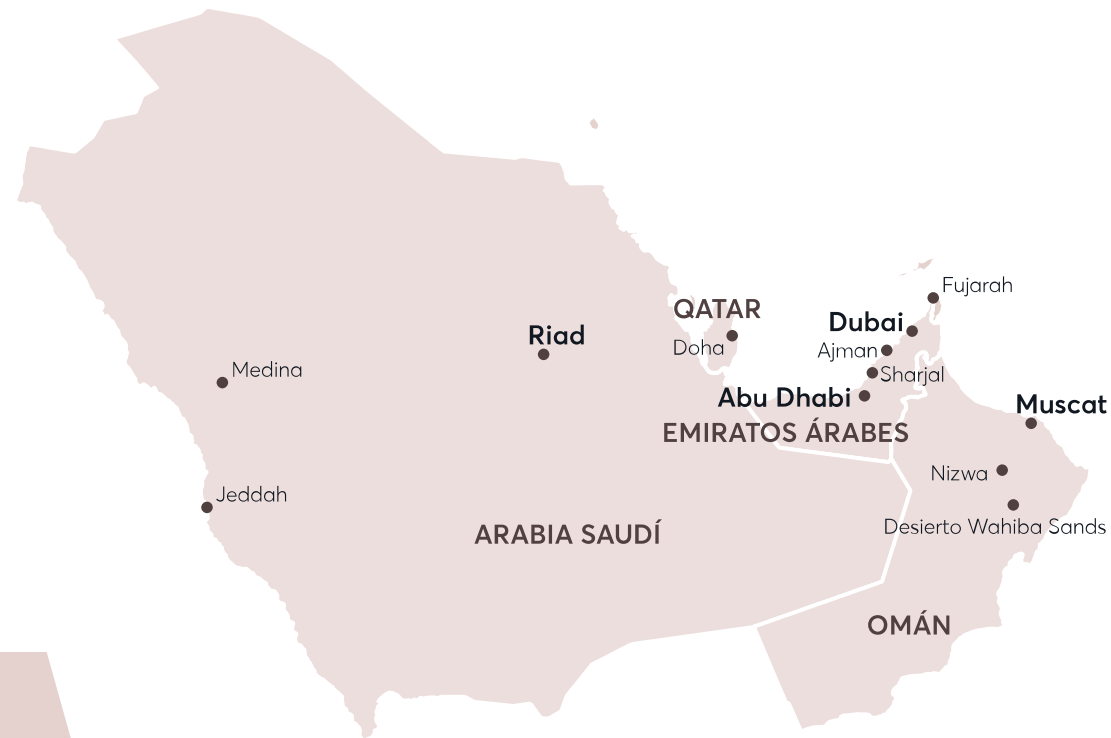 Fujarah
QATAR
Dubai
Riad
Doha
Ajman
Medina
Sharjal
Abu Dhabi
Muscat
EMIRATOS ÁRABES
Nizwa
Jeddah
Desierto Wahiba Sands
ARABIA SAUDÍ
OMÁN